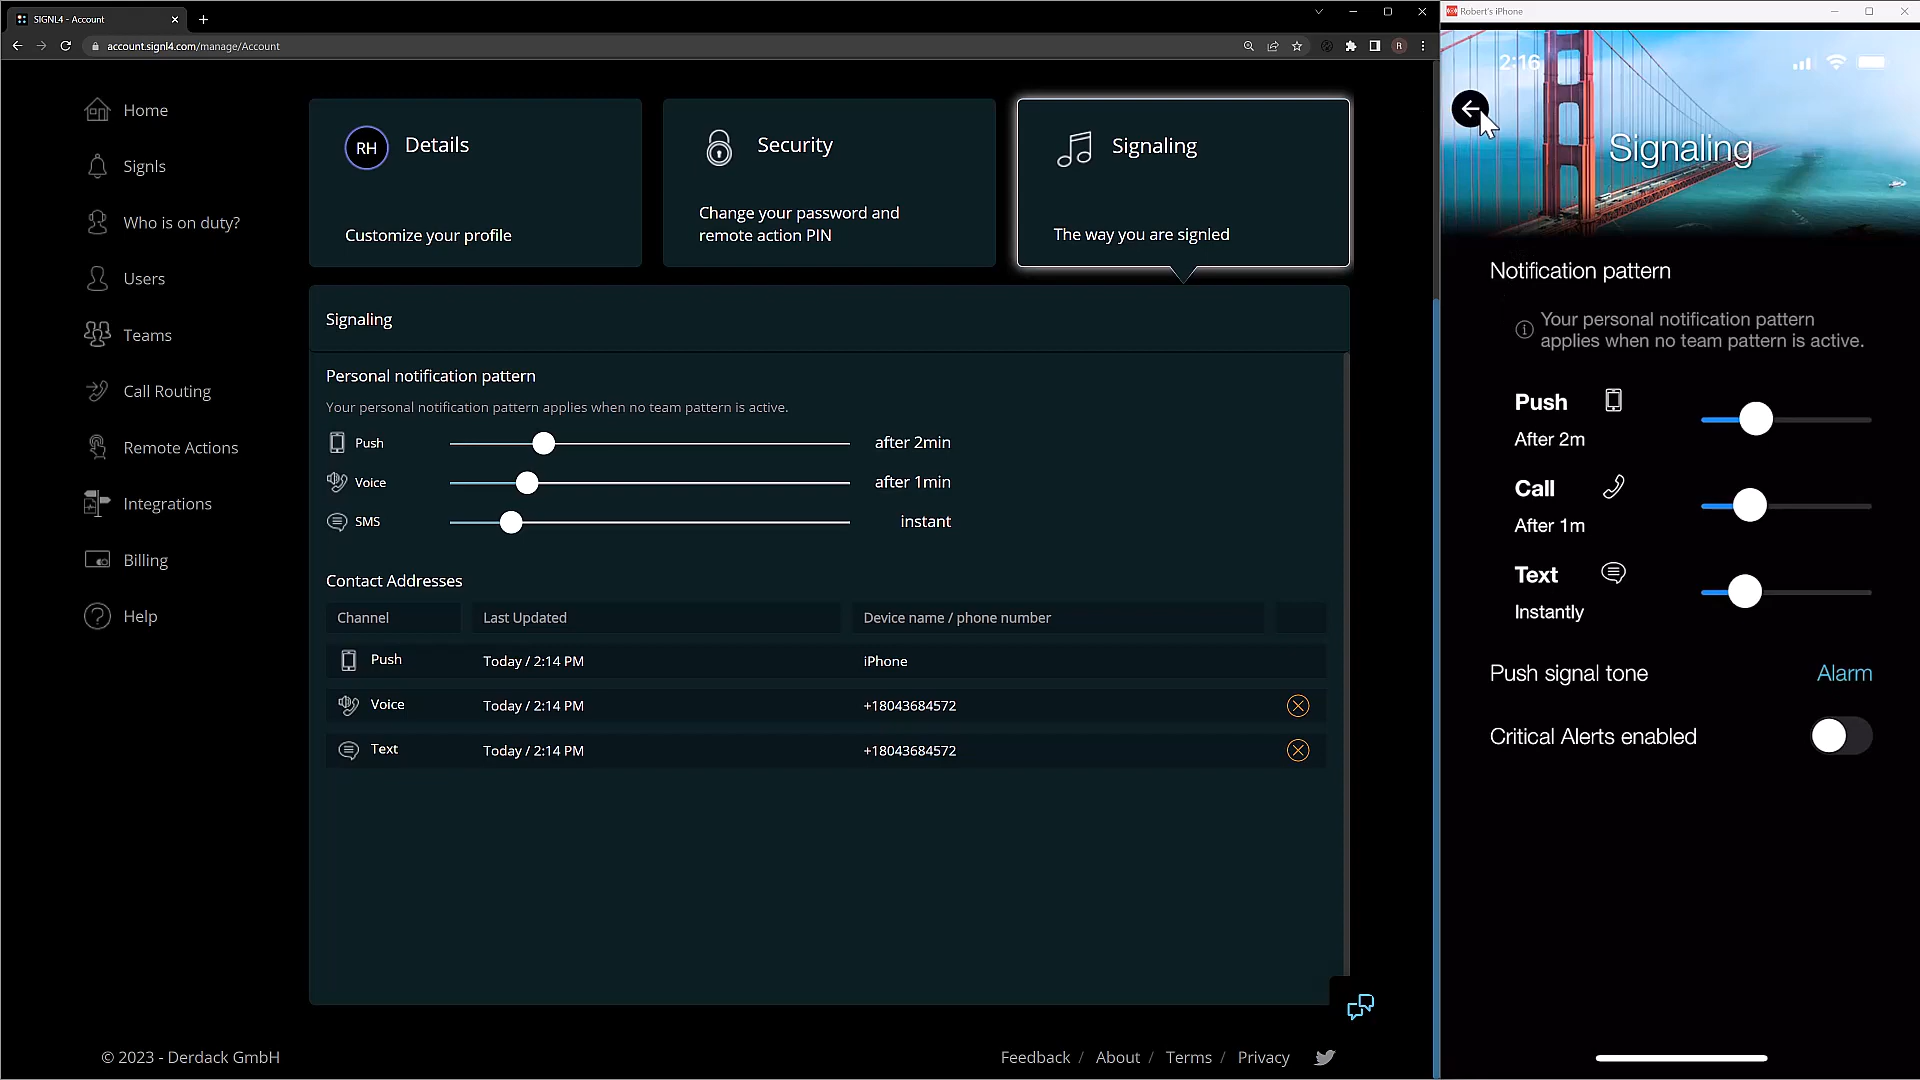 SIGNL4 - Account
account.signl4.com/manage/Account
R
Home
Signls
Who is on duty?
Users
Teams
Call Routing
Remote Actions
Integrations
Billing
Help
RH
Details
Customize your profile
Security
Change your password and
remote action PIN
Signaling
The way you are signled
Signaling
Personal notification pattern
Your personal notification pattern applies when no team pattern is active.
Push after 2min
Voice after 1min
SMS instant
Contact Addresses
Channel Last Updated Device name / phone number
Push Today / 2:14 PM iPhone
Voice Today / 2:14 PM +18043684572
Text Today / 2:14 PM +18043684572
© 2023 - Derdack GmbH
Feedback / About / Terms / Privacy
Robert's iPhone
2:16
Signaling
Notification pattern
Your personal notification pattern
applies when no team pattern is active.
Push
After 2m
Call
After 1m
Text
Instantly
Push signal tone Alarm
Critical Alerts enabled